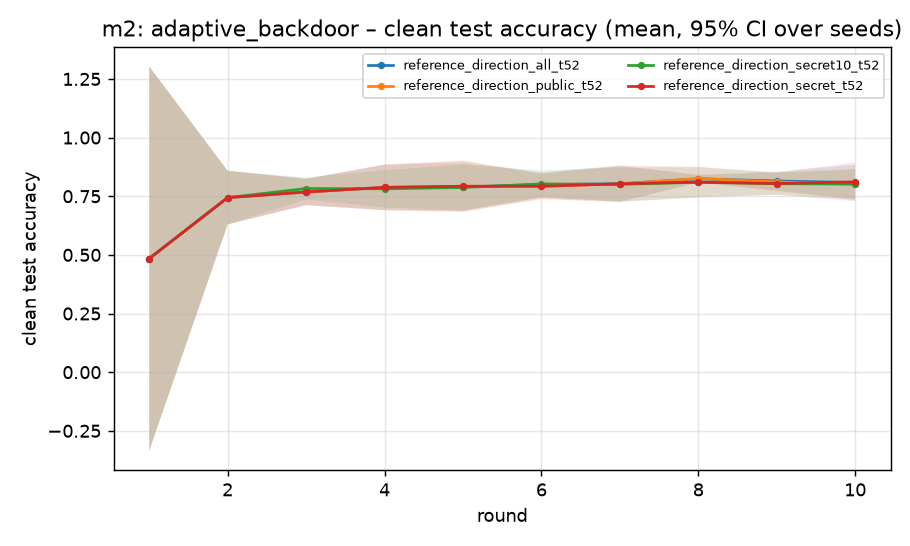 m2: adaptive_backdoor – clean test accuracy (mean, 95% CI over seeds)
reference_direction_all_t52
reference_direction_public_t52
reference_direction_secret10_t52
reference_direction_secret_t52
clean test accuracy
1.25
1.00
0.75
0.50
0.25
0.00
−0.25
2 4 6 8 10
round